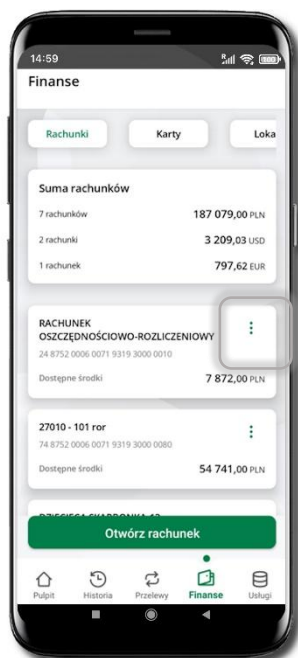 14:59
Finanse
Rachunki Karty Loka
Suma rachunków
7 rachunków 187 079,00 PLN
2 rachunki 3 209,03 USD
1 rachunek 797,62 EUR
RACHUNEK
OSZCZĘDNOŚCIOWO-ROZLICZENIOWY
24 8752 0006 0071 9319 3000 0010
Dostępne środki 7 872,00 PLN
27010 - 101 ror
74 8752 0006 0071 9319 3000 0080
Dostępne środki 54 741,00 PLN
Otwórz rachunek
Pulpit Historia Przelewy Finanse Usługi